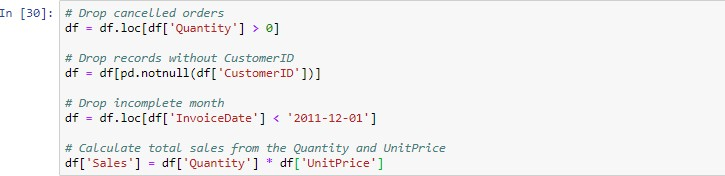 In [30]:
# Drop cancelled orders
df = df.loc[df['Quantity'] > 0]
# Drop records without CustomerID
df = df[pd.notnull(df['CustomerID'])]
# Drop incomplete month
df = df.loc[df['InvoiceDate'] < '2011-12-01']
# Calculate total sales from the Quantity and UnitPrice
df['Sales'] = df['Quantity'] * df['UnitPrice']